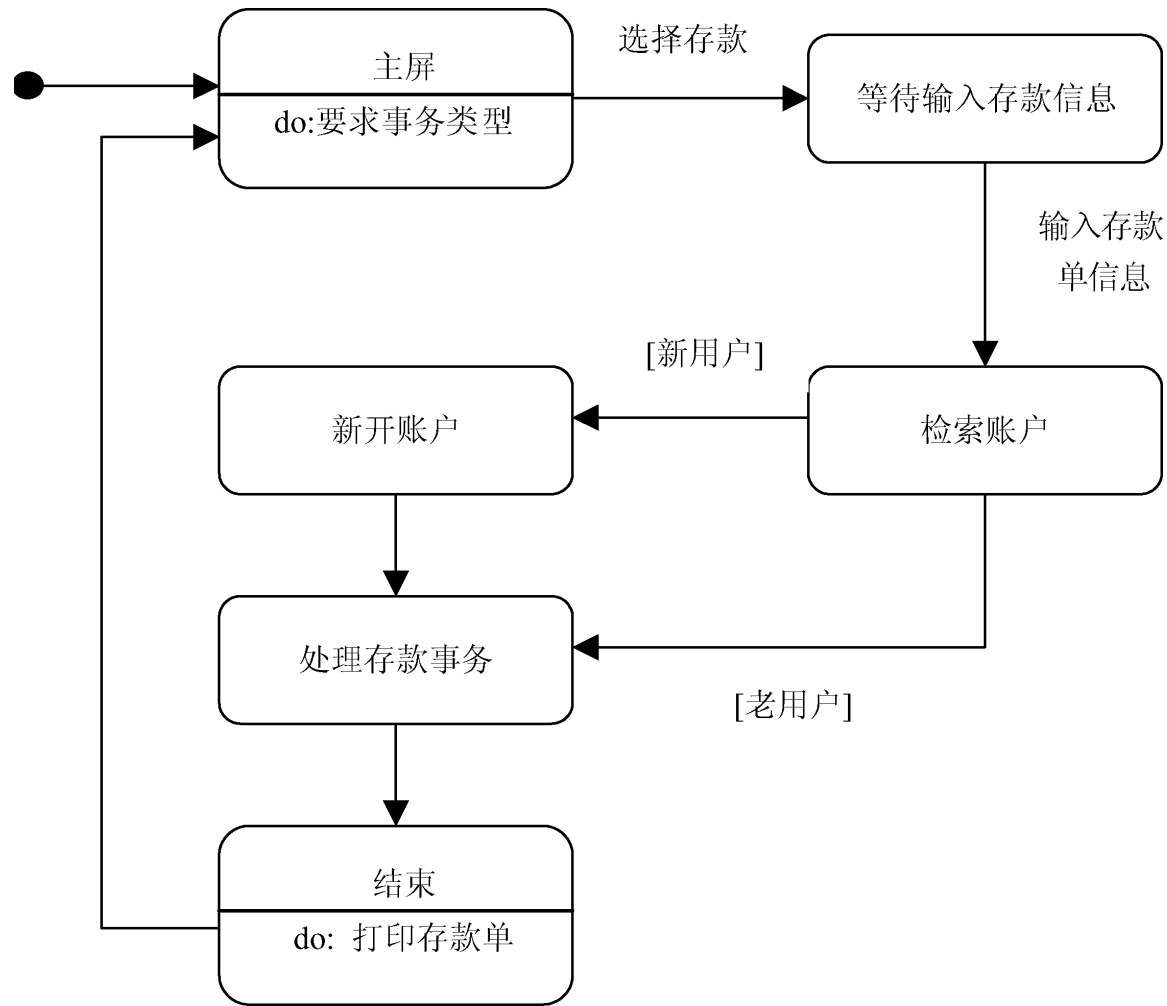 主屏
do:要求事务类型
选择存款
等待输入存款信息
输入存款
单信息
[新用户]
新开账户
检索账户
处理存款事务
[老用户]
结束
do: 打印存款单